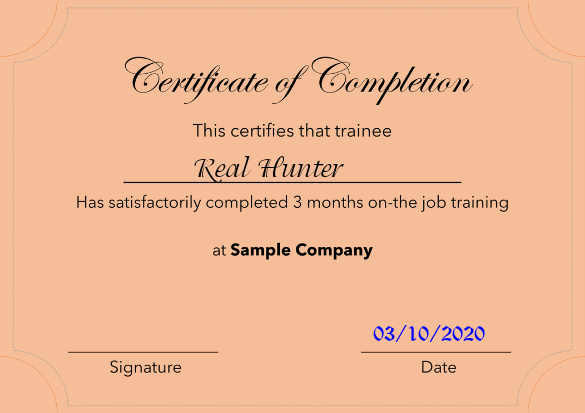 Certificate of Completion
This certifies that trainee
Real Hunter
Has satisfactorily completed 3 months on-the job training
at Sample Company
03/10/2020
Signature
Date